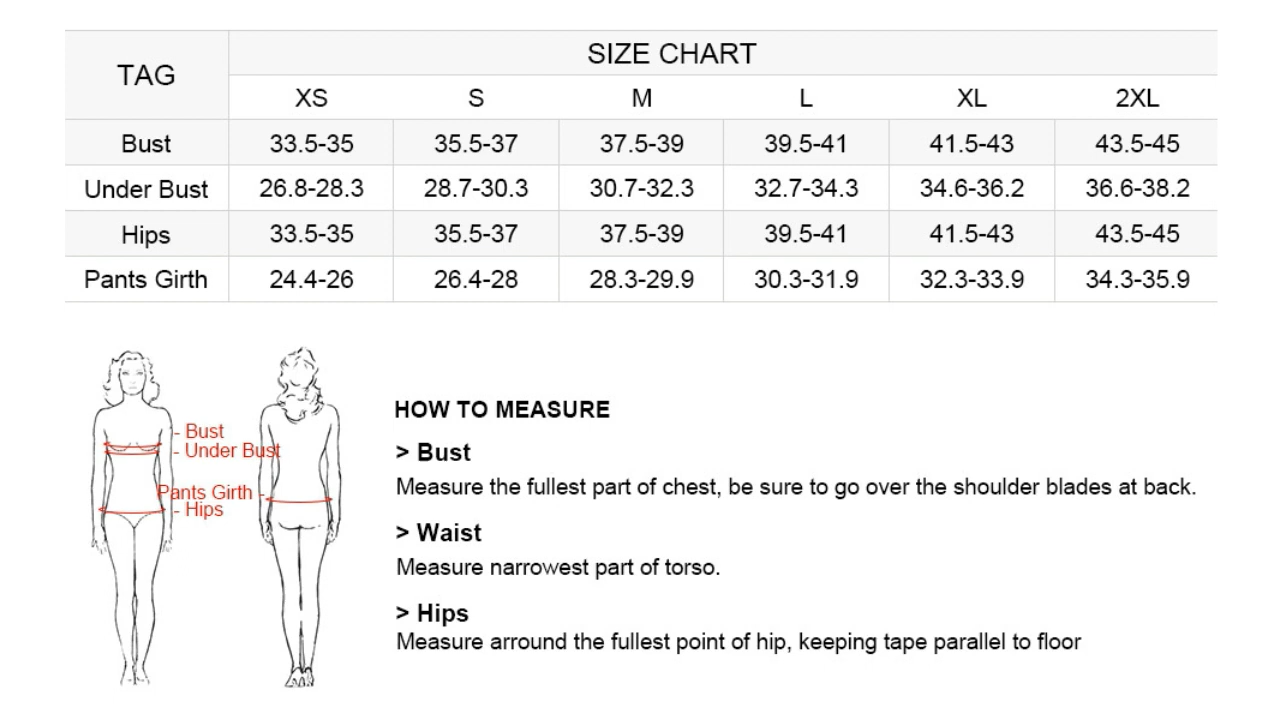 SIZE CHART
TAG
XS S M L XL 2XL
Bust 33.5-35 35.5-37 37.5-39 39.5-41 41.5-43 43.5-45
Under Bust 26.8-28.3 28.7-30.3 30.7-32.3 32.7-34.3 34.6-36.2 36.6-38.2
Hips 33.5-35 35.5-37 37.5-39 39.5-41 41.5-43 43.5-45
Pants Girth 24.4-26 26.4-28 28.3-29.9 30.3-31.9 32.3-33.9 34.3-35.9
- Bust
- Under Bust
Pants Girth -
- Hips
HOW TO MEASURE
> Bust
Measure the fullest part of chest, be sure to go over the shoulder blades at back.
> Waist
Measure narrowest part of torso.
> Hips
Measure arround the fullest point of hip, keeping tape parallel to floor